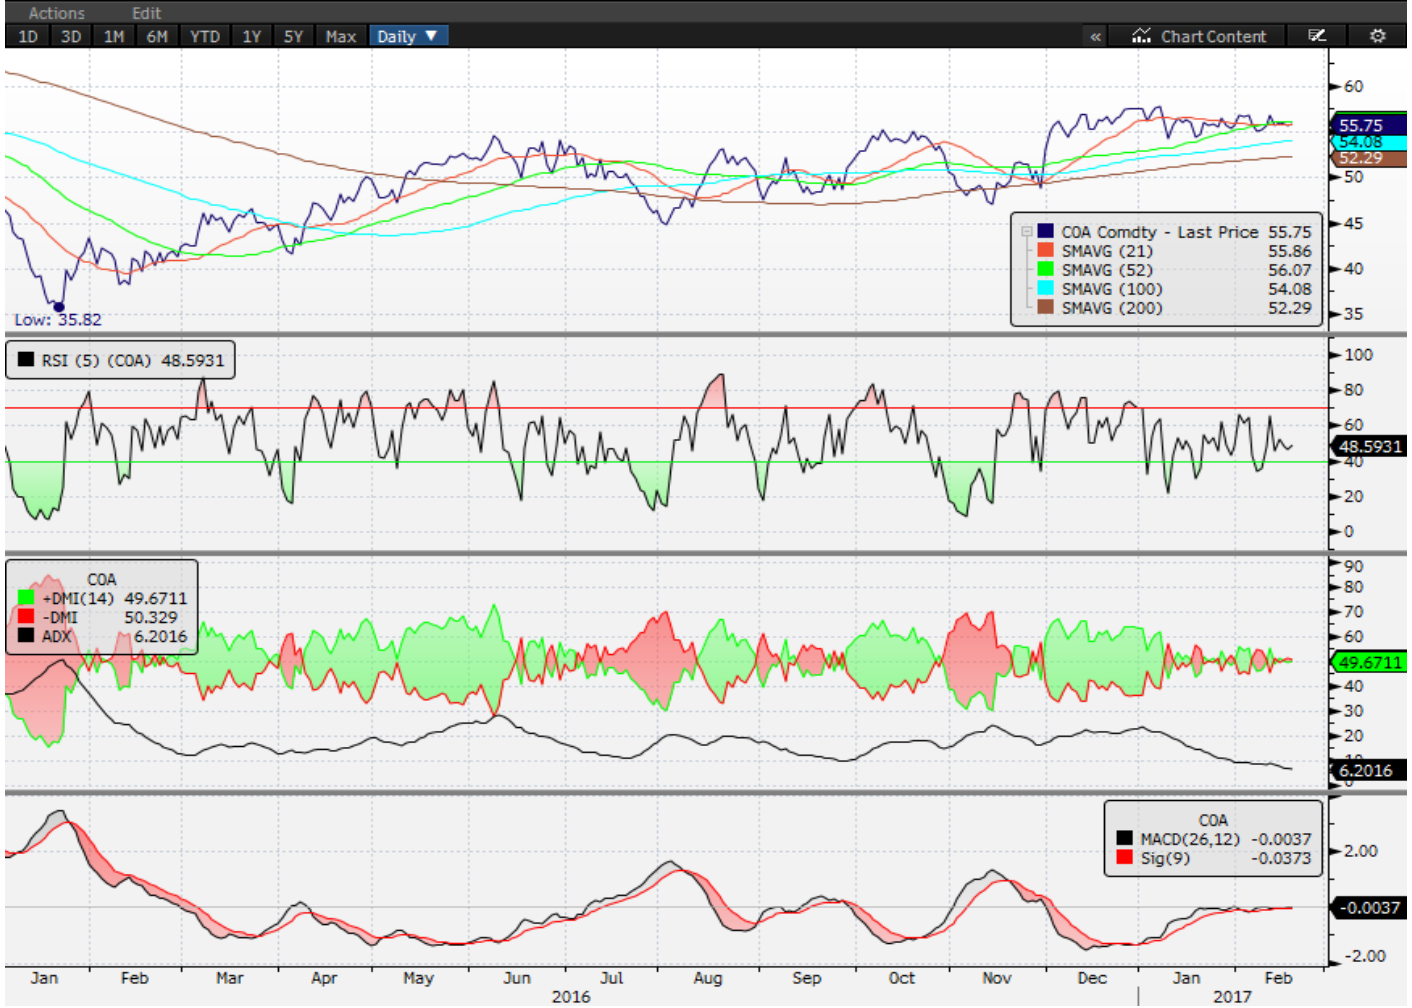 Actions Edit
1D 3D 1M 6M YTD 1Y 5Y Max Daily ▼ « Chart Content
60
55.75
54.08
52.29
50
45
40
35
COA Comdty - Last Price 55.75
SMAVG (21) 55.86
SMAVG (52) 56.07
SMAVG (100) 54.08
SMAVG (200) 52.29
Low: 35.82
RSI (5) (COA) 48.5931
100
80
60
48.5931
40
20
0
COA
+DMI(14) 49.6711
-DMI 50.329
ADX 6.2016
90
80
70
60
49.6711
40
30
20
10
6.2016
0
COA
MACD(26,12) -0.0037
Sig(9) -0.0373
2.00
-0.0037
-2.00
Jan Feb Mar Apr May Jun Jul Aug Sep Oct Nov Dec Jan Feb
2016 2017